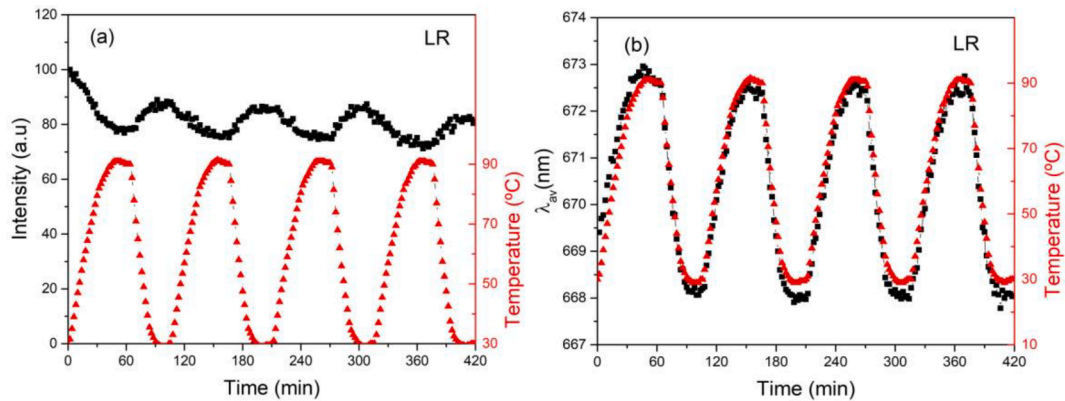 (a)
LR
Intensity (a.u)
120
100
80
60
40
20
0
0 60 120 180 240 300 360 420
Time (min)
90
70
50
30
Temperature (ºC)
(b)
LR
λav(nm)
674
673
672
671
670
669
668
667
0 60 120 180 240 300 360 420
Time (min)
110
90
70
50
30
10
Temperature (ºC)